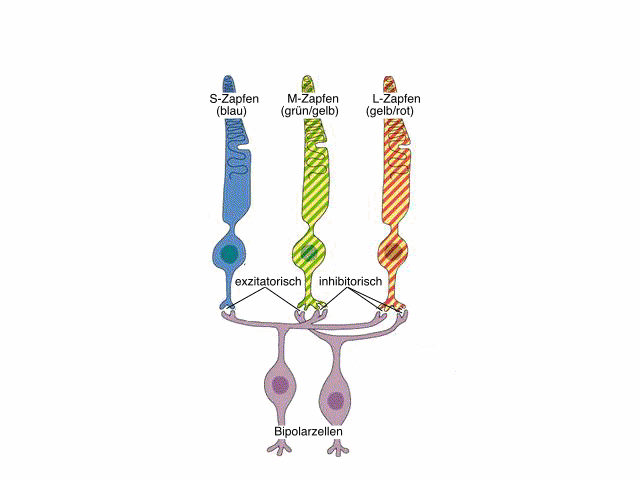 S-Zapfen
(blau)
M-Zapfen
(grün/gelb)
L-Zapfen
(gelb/rot)
exzitatorisch
inhibitorisch
Bipolarzellen